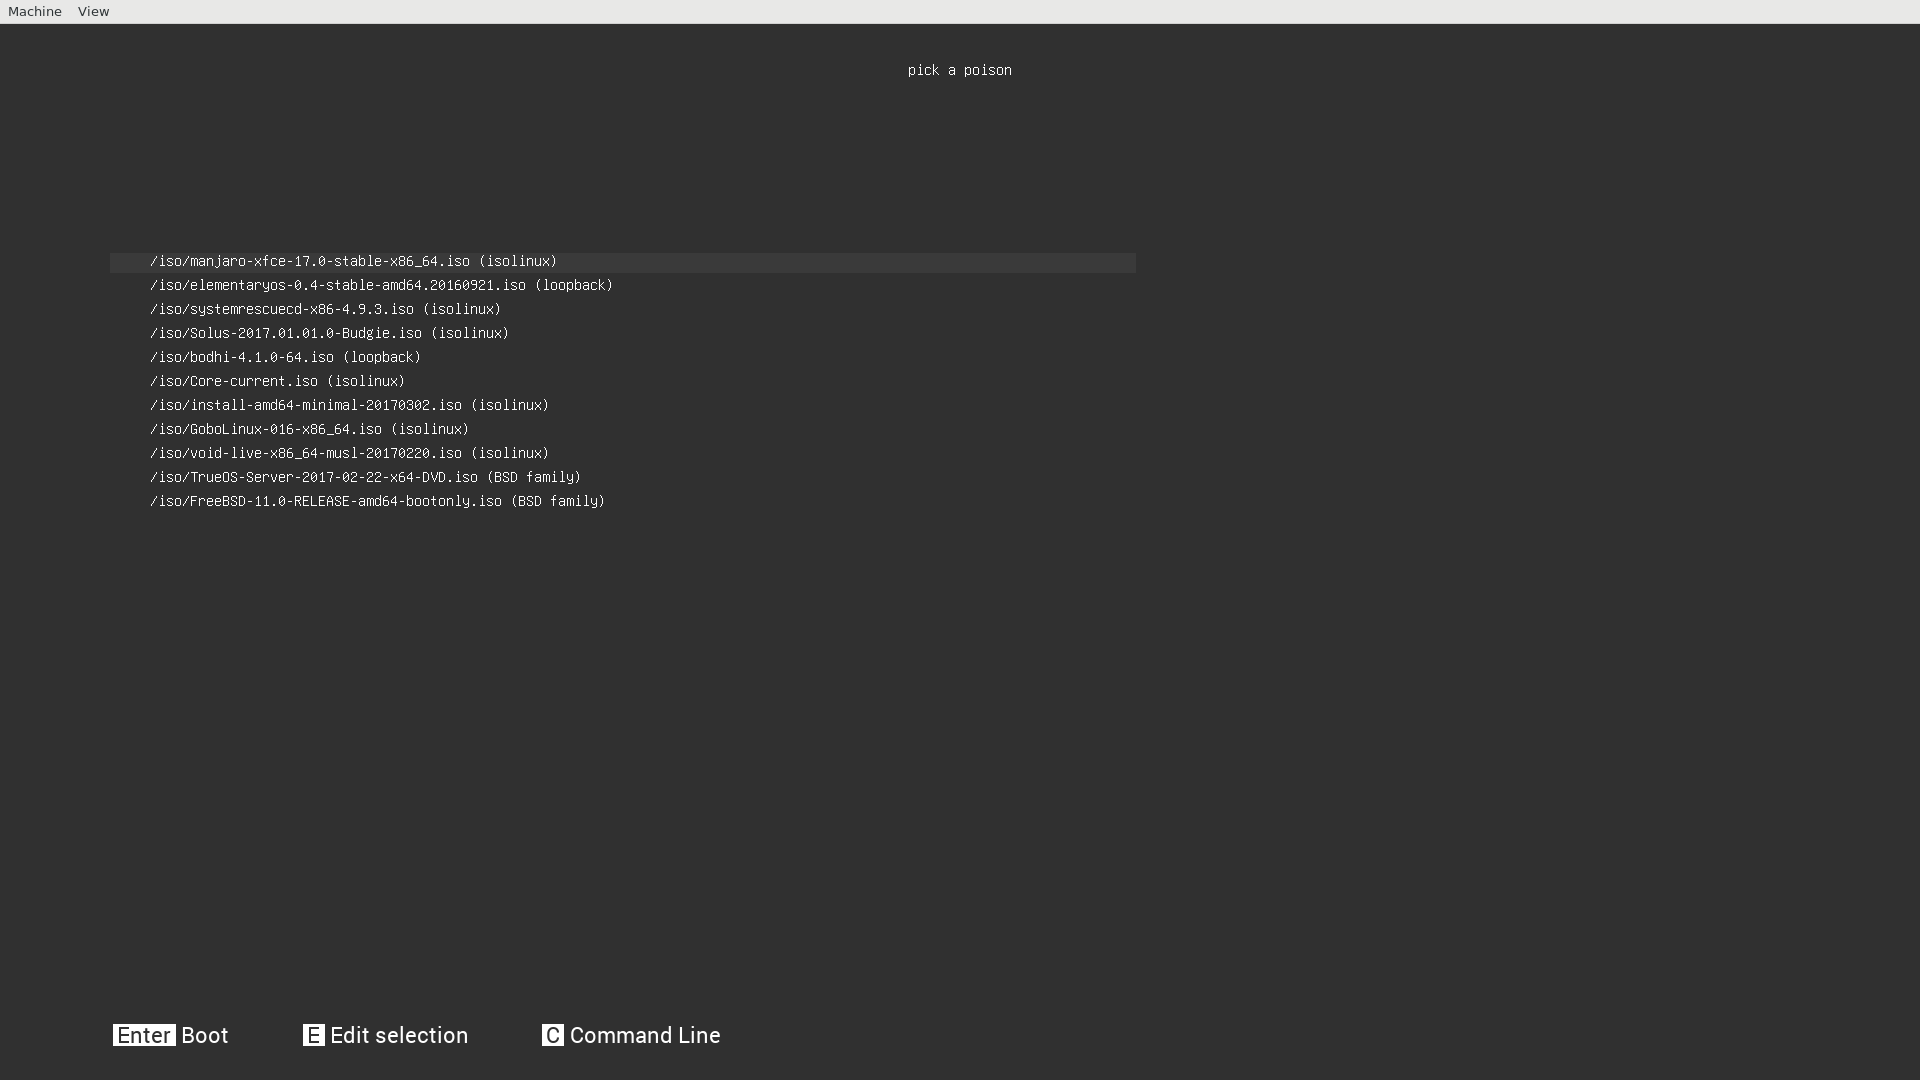 Machine View
pick a poison
/iso/manjaro-xfce-17.0-stable-x86_64.iso (isolinux)
/iso/elementaryos-0.4-stable-amd64.20160921.iso (loopback)
/iso/systemrescuecd-x86-4.9.3.iso (isolinux)
/iso/Solus-2017.01.01.0-Budgie.iso (isolinux)
/iso/bodhi-4.1.0-64.iso (loopback)
/iso/Core-current.iso (isolinux)
/iso/install-amd64-minimal-20170302.iso (isolinux)
/iso/GoboLinux-016-x86_64.iso (isolinux)
/iso/void-live-x86_64-musl-20170220.iso (isolinux)
/iso/TrueOS-Server-2017-02-22-x64-DVD.iso (BSD family)
/iso/FreeBSD-11.0-RELEASE-amd64-bootonly.iso (BSD family)
Enter Boot E Edit selection C Command Line